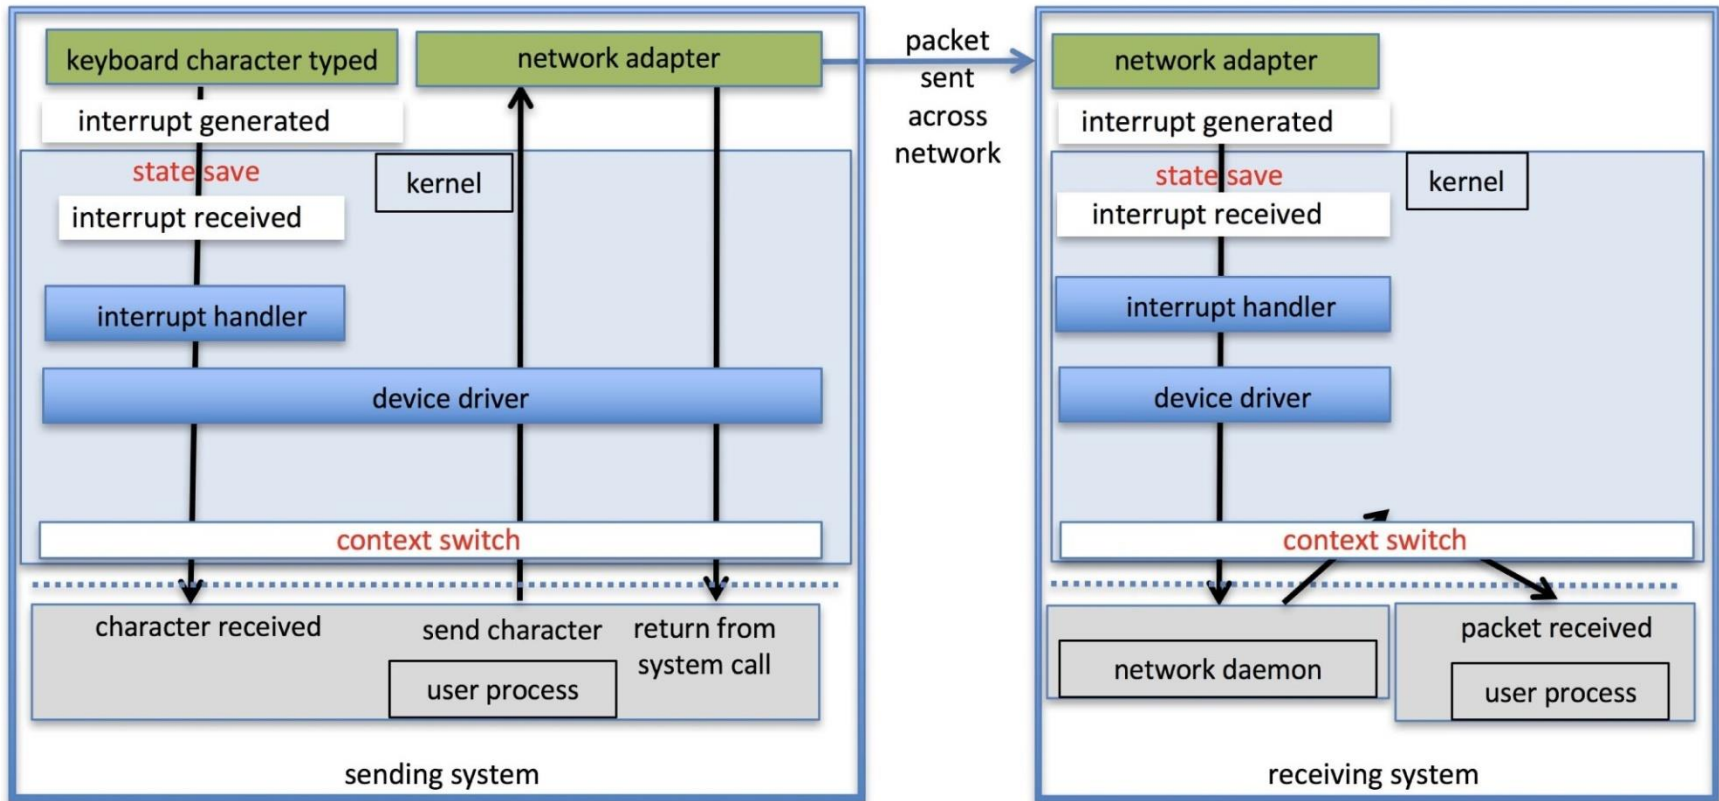 keyboard character typed
network adapter
interrupt generated
state save
kernel
interrupt received
interrupt handler
device driver
context switch
character received
send character
return from
system call
user process
sending system
packet
sent
across
network
network adapter
interrupt generated
state save
kernel
interrupt received
interrupt handler
device driver
context switch
network daemon
packet received
user process
receiving system